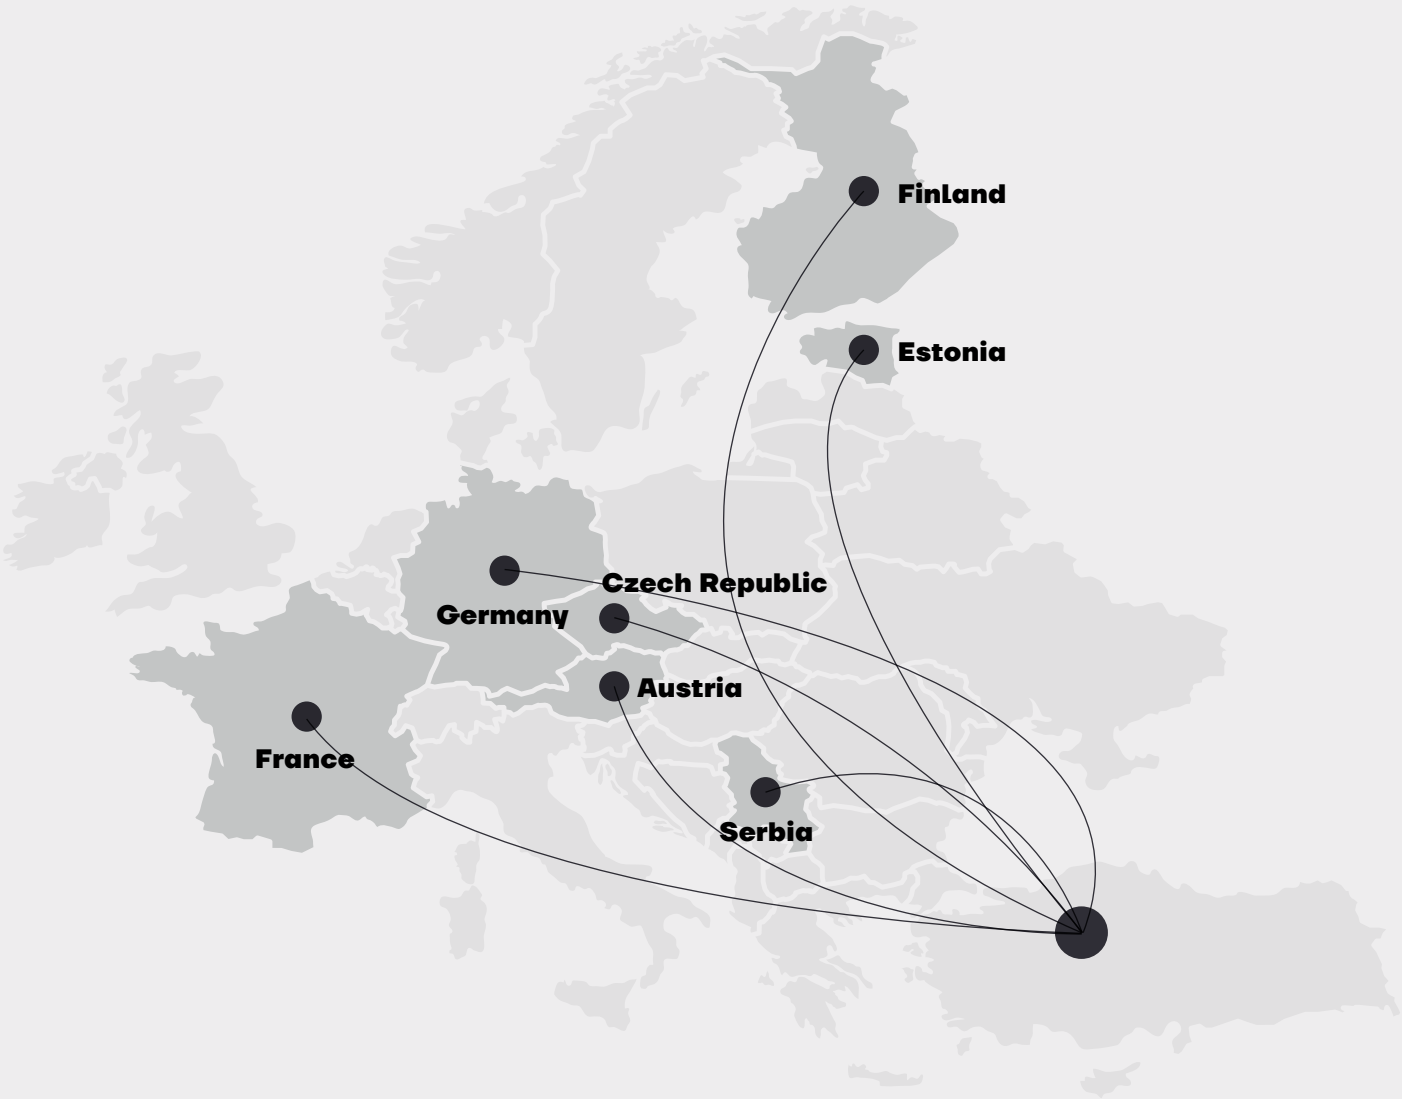 Finland
Estonia
Czech Republic
Germany
Austria
France
Serbia